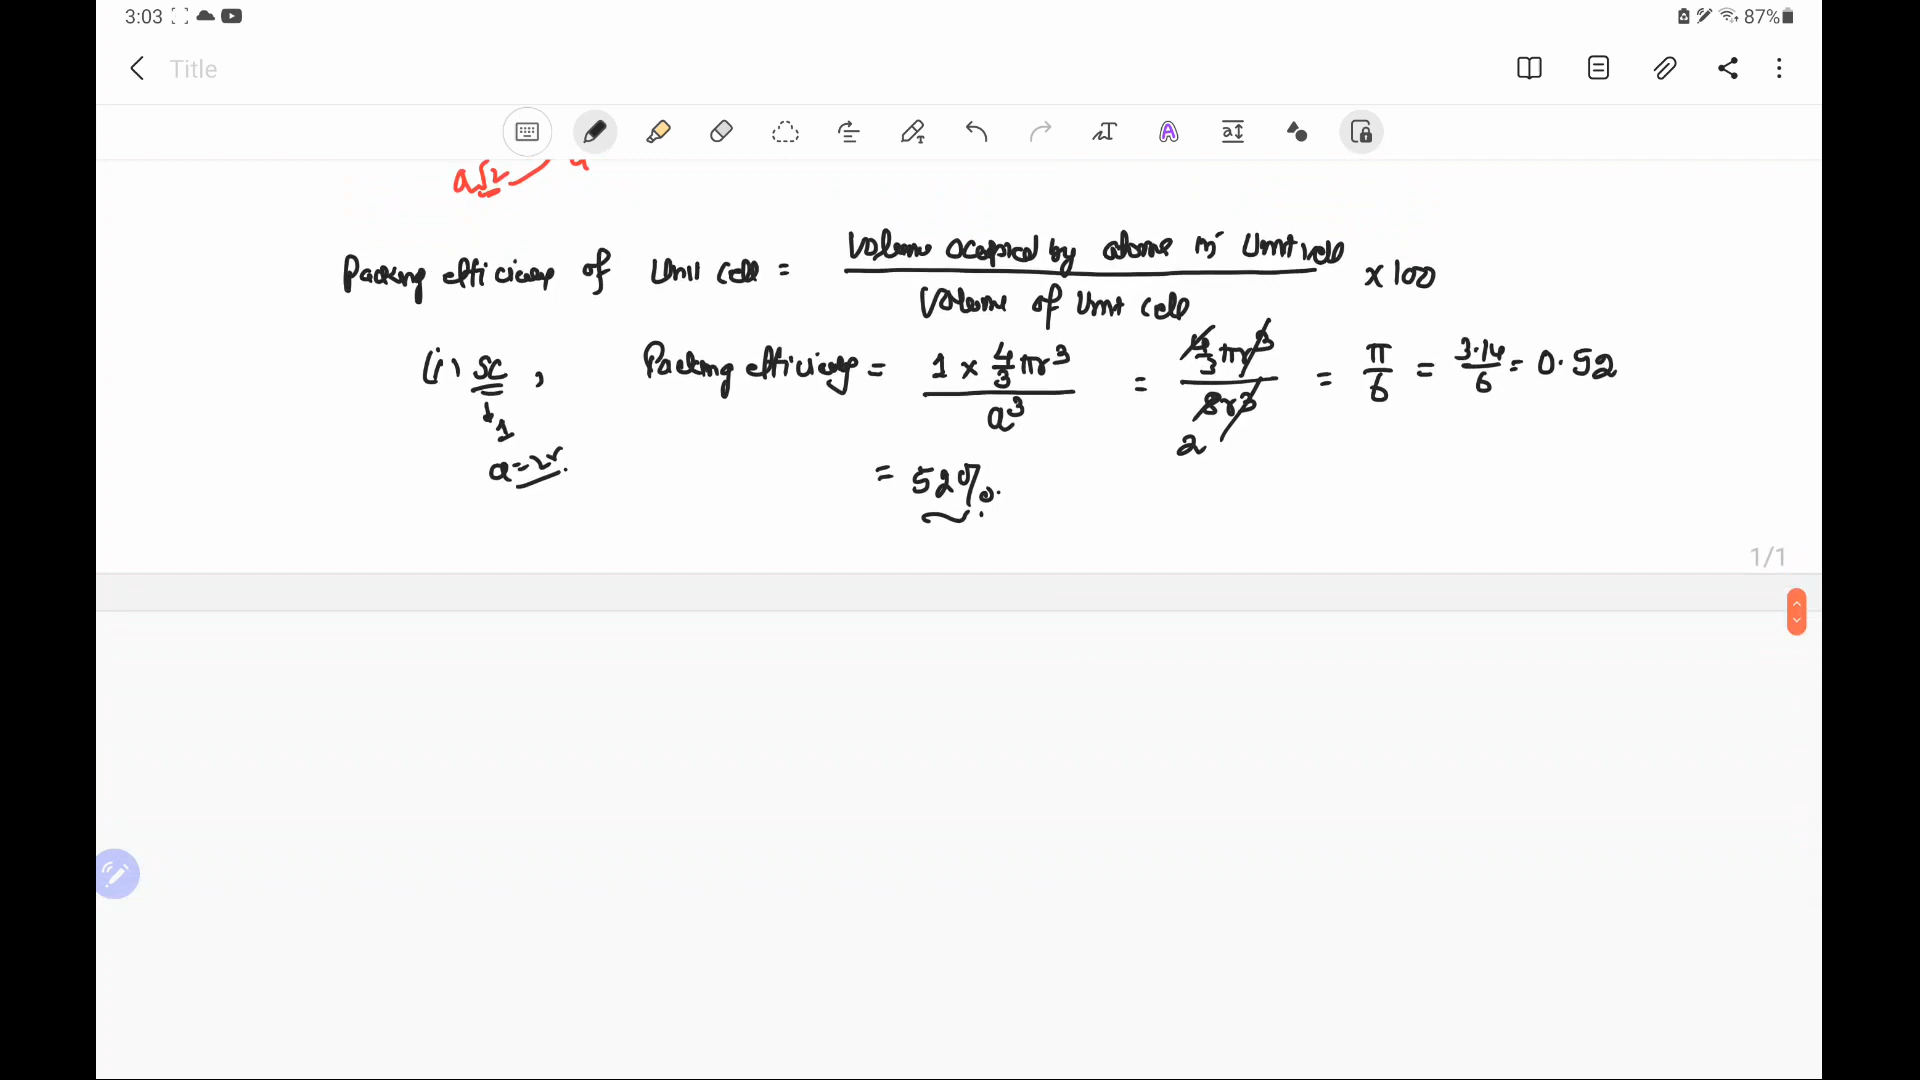 3:03 87%
Title
a√2 a
Packing efficiency of Unit cell = Volume occupied by atoms in Unit cell / Volume of Unit cell × 100
(i) SC, Packing efficiency = 1 × 4/3 πr³ / a³ = 4/3 πr³ / 8r³ = π/6 = 3.14/6 = 0.52
1 2
a=2r.
= 52%.
1/1